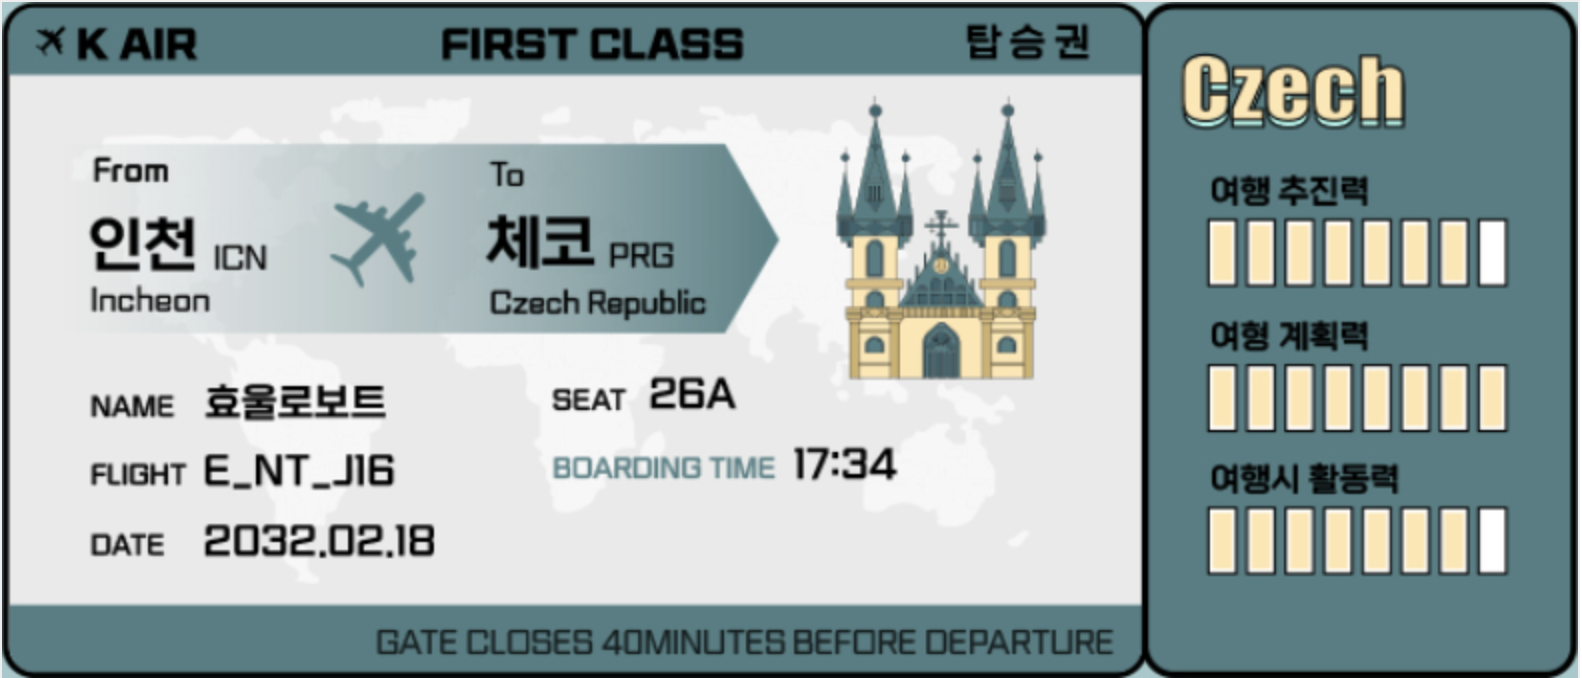 K AIR FIRST CLASS 탑승권
From
인천 ICN
Incheon
To
체코 PRG
Czech Republic
NAME 효울로보트
SEAT 26A
FLIGHT E_NT_J16
BOARDING TIME 17:34
DATE 2032.02.18
GATE CLOSES 40MINUTES BEFORE DEPARTURE
Czech
여행 추진력
여형 계획력
여행시 활동력